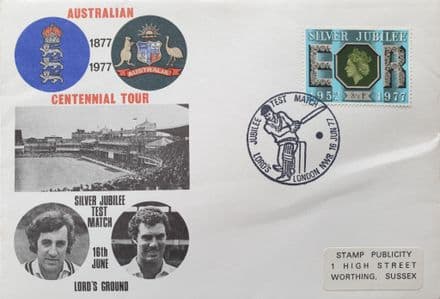 AUSTRALIAN
1877
1977
AUSTRALIA
CENTENNIAL TOUR
SILVER JUBILEE
TEST
MATCH
16th
JUNE
LORD'S GROUND
SILVER JUBILEE
E R
1952 1977
JUBILEE TEST MATCH
LORD'S LONDON NW8 16 JUN 77
STAMP PUBLICITY
1 HIGH STREET
WORTHING, SUSSEX